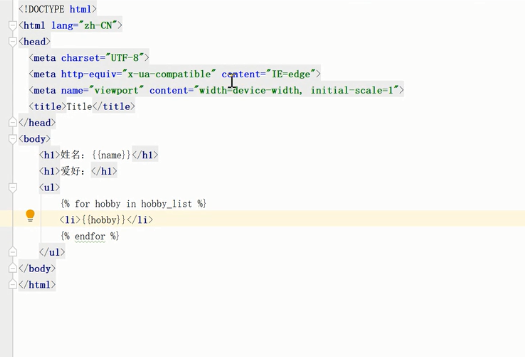 <!DOCTYPE html>
<html lang="zh-CN">
<head>
<meta charset="UTF-8">
<meta http-equiv="x-ua-compatible" content="IE=edge">
<meta name="viewport" content="width=device-width, initial-scale=1">
<title>Title</title>
</head>
<body>
<h1>姓名：{{name}}</h1>
<h1>爱好：</h1>
<ul>
{% for hobby in hobby_list %}
<li>{{hobby}}</li>
{% endfor %}
</ul>
</body>
</html>